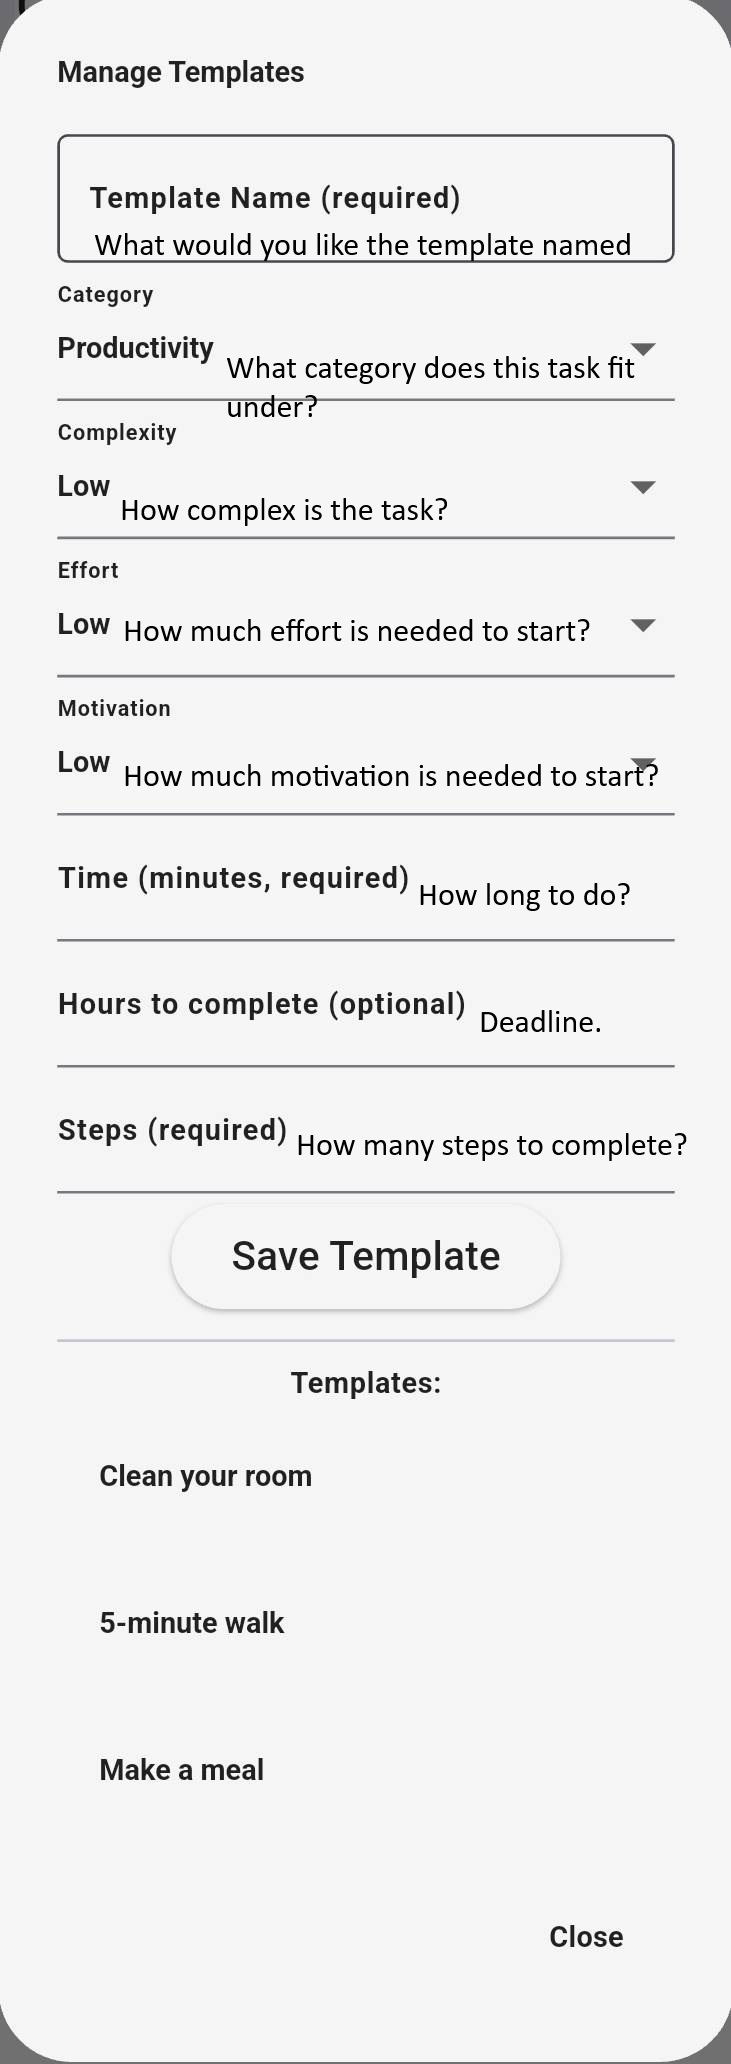 Manage Templates
Template Name (required)
What would you like the template named
Category
Productivity
What category does this task fit
under?
Complexity
Low
How complex is the task?
Effort
Low
How much effort is needed to start?
Motivation
Low
How much motivation is needed to start?
Time (minutes, required)
How long to do?
Hours to complete (optional)
Deadline.
Steps (required)
How many steps to complete?
Save Template
Templates:
Clean your room
5-minute walk
Make a meal
Close